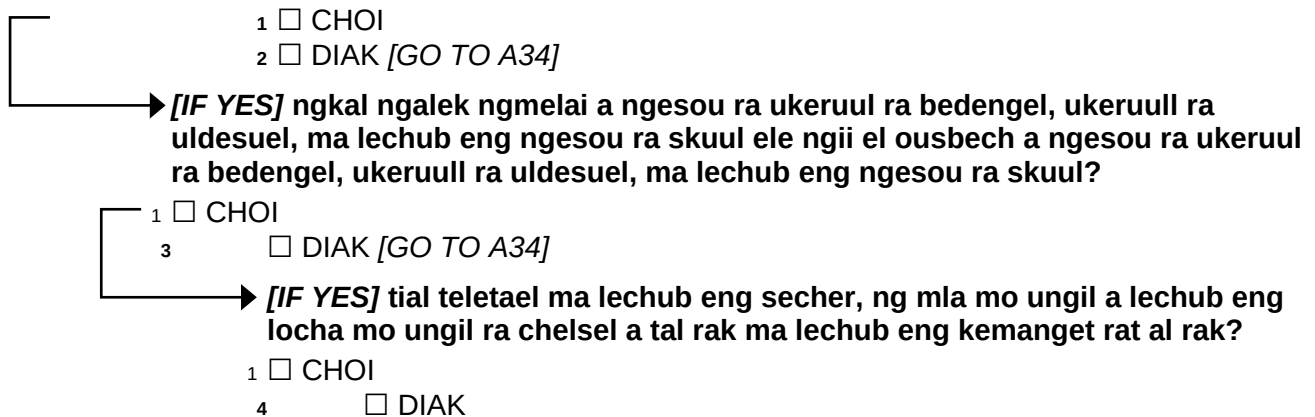 1 ☐ CHOI
2 ☐ DIAK [GO TO A34]
[IF YES] ngkal ngalek ngmelai a ngesou ra ukeruul ra bedengel, ukeruull ra
uldesuel, ma lechub eng ngesou ra skuul ele ngii el ousbech a ngesou ra ukeruul
ra bedengel, ukeruull ra uldesuel, ma lechub eng ngesou ra skuul?
1 ☐ CHOI
3 ☐ DIAK [GO TO A34]
[IF YES] tial teletael ma lechub eng secher, ng mla mo ungil a lechub eng
locha mo ungil ra chelsel a tal rak ma lechub eng kemanget rat al rak?
1 ☐ CHOI
4 ☐ DIAK